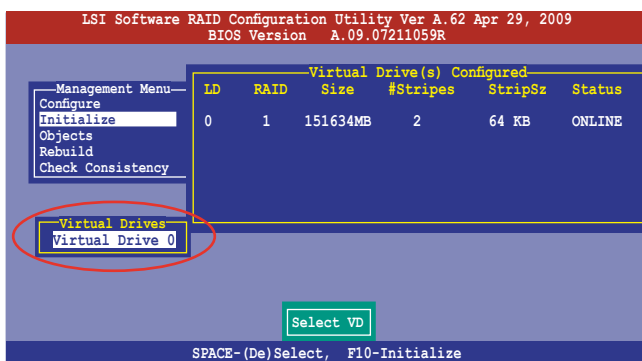 LSI Software RAID Configuration Utility Ver A.62 Apr 29, 2009
BIOS Version A.09.07211059R
Management Menu
Configure
Initialize
Objects
Rebuild
Check Consistency
Virtual Drive(s) Configured
LD RAID Size #Stripes StripSz Status
0 1 151634MB 2 64 KB ONLINE
Virtual Drives
Virtual Drive 0
Select VD
SPACE-(De)Select, F10-Initialize